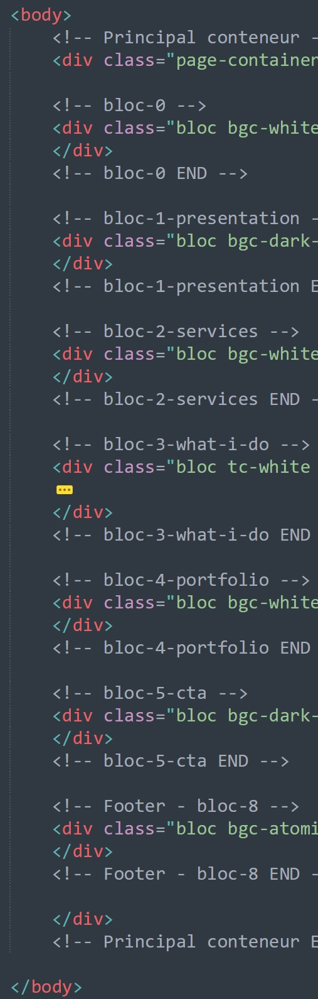 <body>
<!-- Principal conteneur -
<div class="page-container
<!-- bloc-0 -->
<div class="bloc bgc-white
</div>
<!-- bloc-0 END -->
<!-- bloc-1-presentation -
<div class="bloc bgc-dark-
</div>
<!-- bloc-1-presentation E
<!-- bloc-2-services -->
<div class="bloc bgc-white
</div>
<!-- bloc-2-services END -
<!-- bloc-3-what-i-do -->
<div class="bloc tc-white
</div>
<!-- bloc-3-what-i-do END
<!-- bloc-4-portfolio -->
<div class="bloc bgc-white
</div>
<!-- bloc-4-portfolio END
<!-- bloc-5-cta -->
<div class="bloc bgc-dark-
</div>
<!-- bloc-5-cta END -->
<!-- Footer - bloc-8 -->
<div class="bloc bgc-atomi
</div>
<!-- Footer - bloc-8 END -
</div>
<!-- Principal conteneur E
</body>